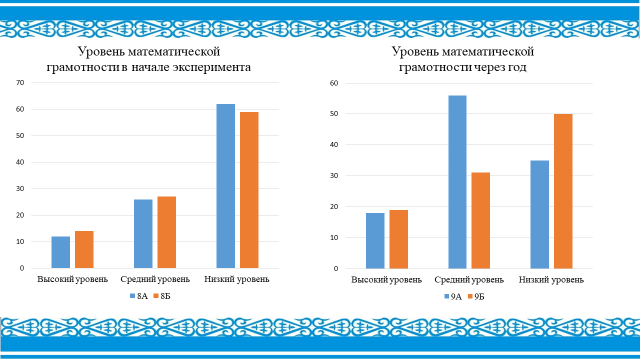 Уровень математической
грамотности в начале эксперимента
70
60
50
40
30
20
10
0
Высокий уровень Средний уровень Низкий уровень
8А 8Б
Уровень математической
грамотности через год
60
50
40
30
20
10
0
Высокий уровень Средний уровень Низкий уровень
9А 9Б